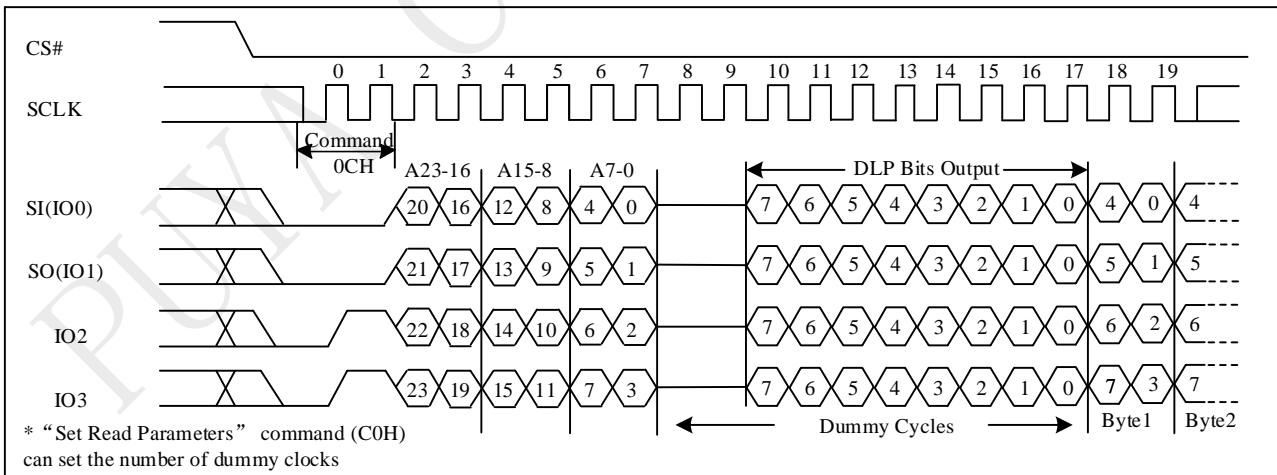 PUYA C
CS#
0 1 2 3 4 5 6 7 8 9 10 11 12 13 14 15 16 17 18 19
SCLK
Command
0CH
A23-16 A15-8 A7-0 DLP Bits Output
SI(IO0) 20 16 12 8 4 0 7 6 5 4 3 2 1 0 4 0 4
SO(IO1) 21 17 13 9 5 1 7 6 5 4 3 2 1 0 5 1 5
IO2 22 18 14 10 6 2 7 6 5 4 3 2 1 0 6 2 6
IO3 23 19 15 11 7 3 7 6 5 4 3 2 1 0 7 3 7
Dummy Cycles Byte1 Byte2
* “Set Read Parameters” command (C0H)
can set the number of dummy clocks